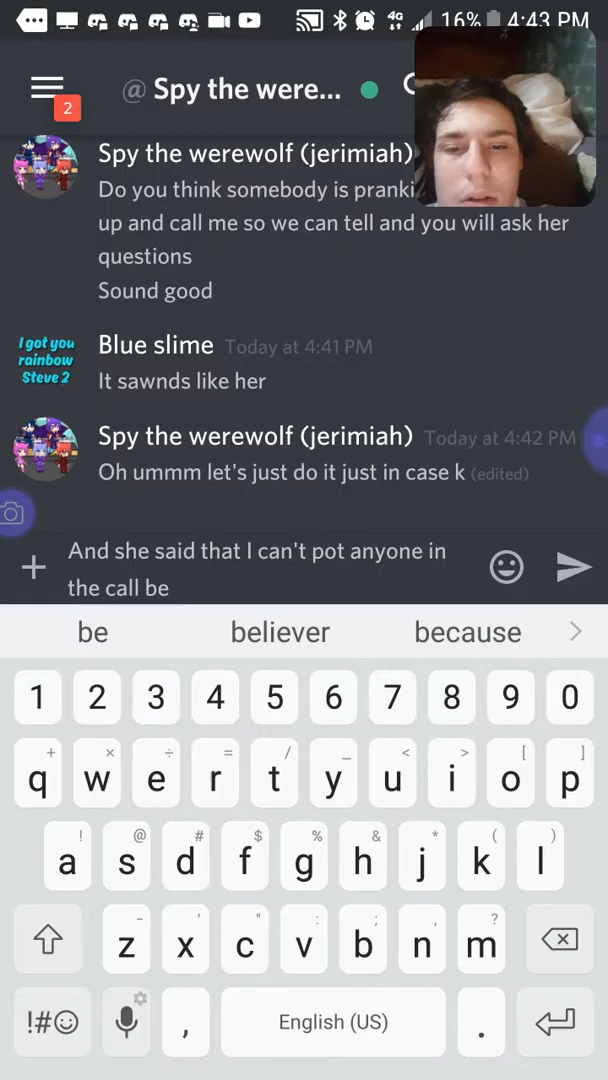 4G 16% 4:43 PM
2
@ Spy the were...
Spy the werewolf (jerimiah)
Do you think somebody is pranki
up and call me so we can tell and you will ask her
questions
Sound good
I got you
rainbow
Steve 2
Blue slime Today at 4:41 PM
It sawnds like her
Spy the werewolf (jerimiah) Today at 4:42 PM
Oh ummm let's just do it just in case k (edited)
And she said that I can't pot anyone in
the call be
be believer because
1 2 3 4 5 6 7 8 9 0
+ × ÷ = / _ < > [ ]
q w e r t y u i o p
! @ # $ % & * ( )
a s d f g h j k l
- ' " : ; , ?
z x c v b n m
!#☺ , English (US) .